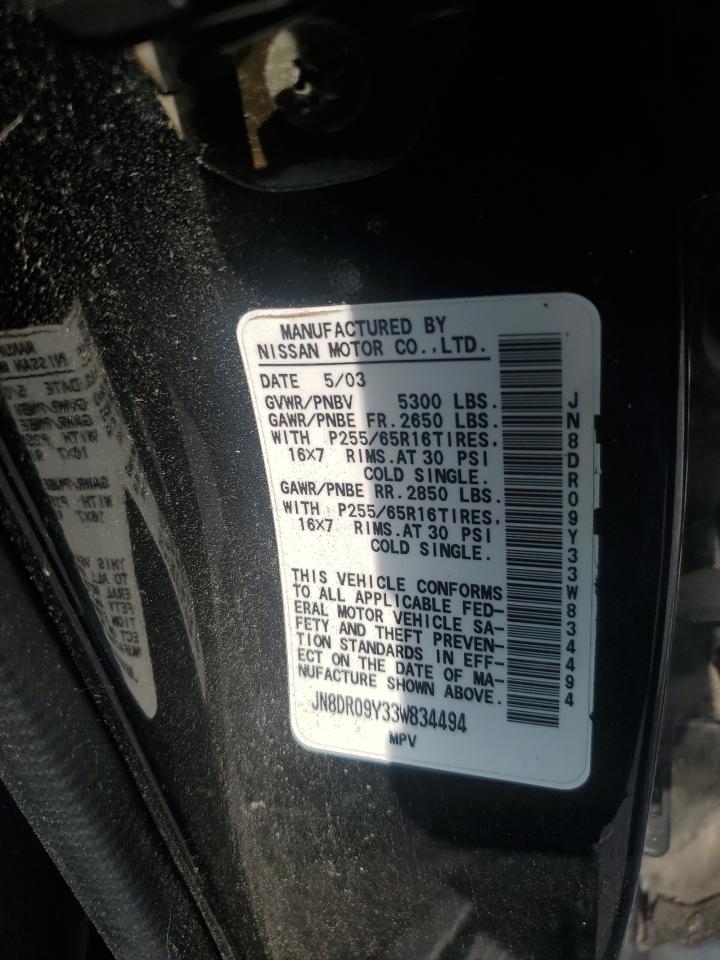 MANUFACTURED BY
NISSAN MOTOR CO.,LTD.
DATE 5/03
GVWR/PNBV 5300 LBS.
GAWR/PNBE FR.2650 LBS.
WITH P255/65R16TIRES,
16X7 RIMS.AT 30 PSI
COLD SINGLE.
GAWR/PNBE RR.2850 LBS.
WITH P255/65R16TIRES,
16X7 RIMS.AT 30 PSI
COLD SINGLE.
THIS VEHICLE CONFORMS
TO ALL APPLICABLE FED-
ERAL MOTOR VEHICLE SA-
FETY AND THEFT PREVEN-
TION STANDARDS IN EFF-
ECT ON THE DATE OF MA-
NUFACTURE SHOWN ABOVE.
JN8DR09Y33W834494
MPV
JN8DR09Y33W834494